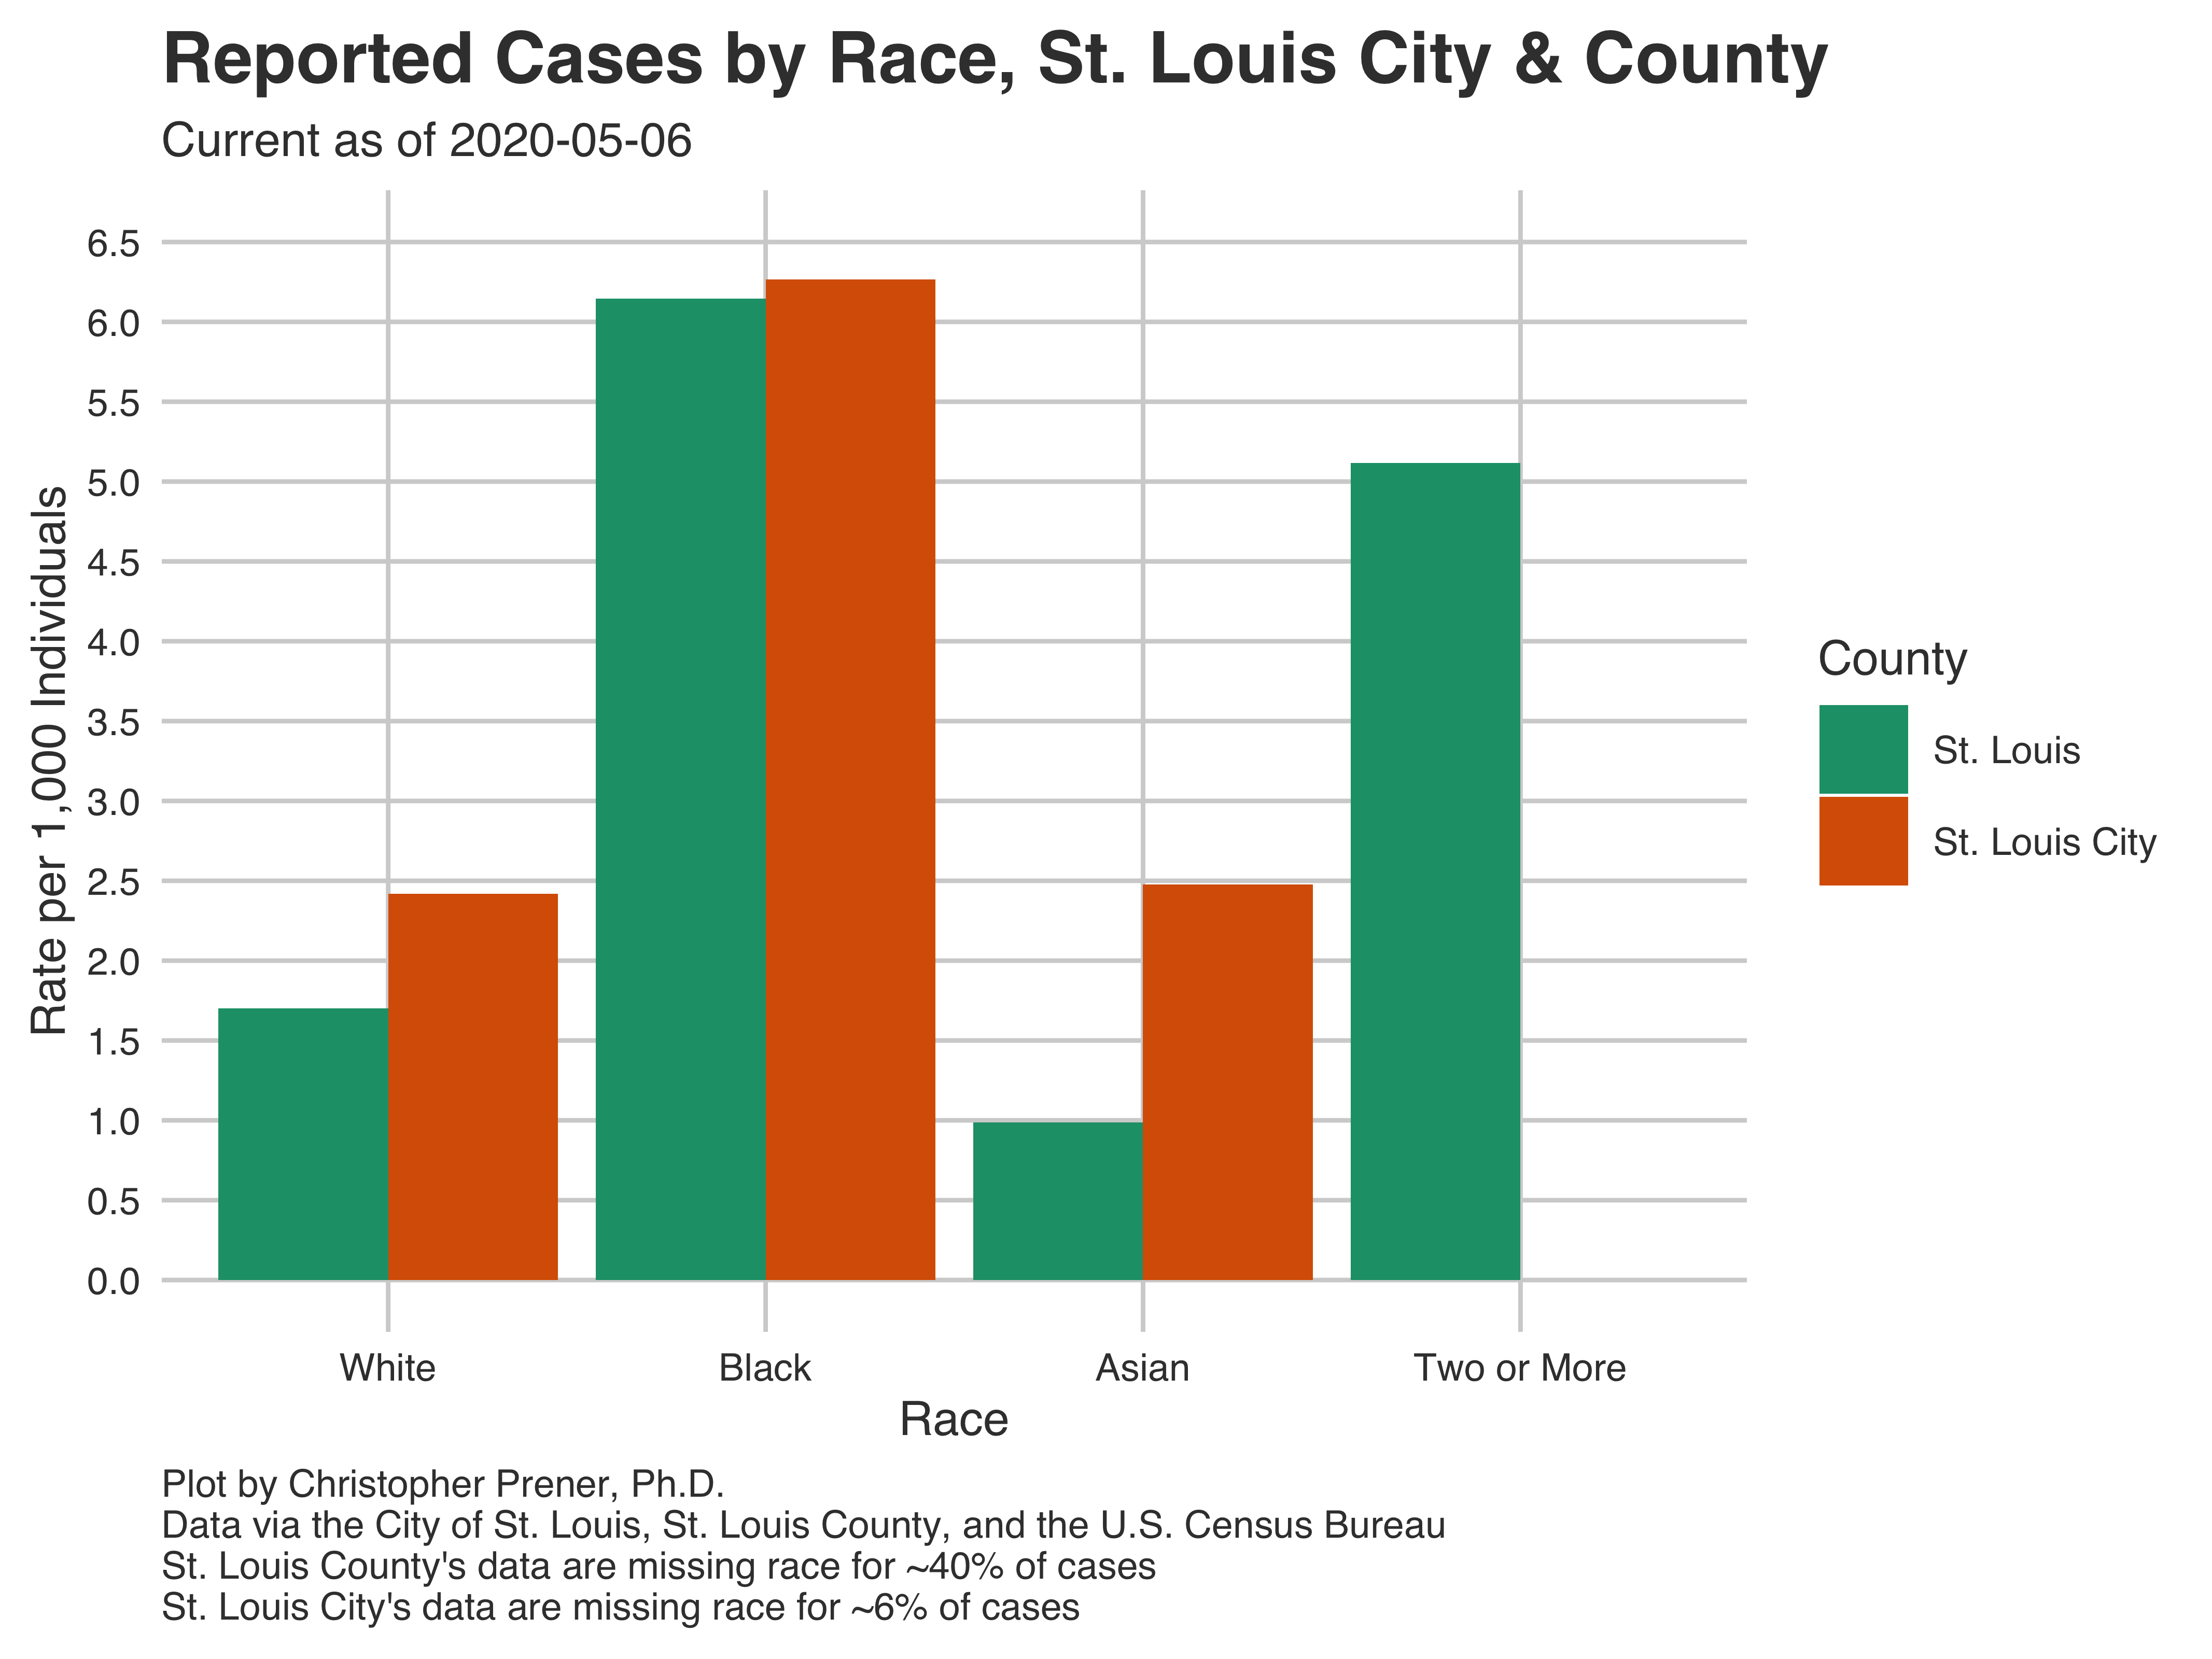 Reported Cases by Race, St. Louis City & County
Current as of 2020-05-06
Rate per 1,000 Individuals
6.5
6.0
5.5
5.0
4.5
4.0
3.5
3.0
2.5
2.0
1.5
1.0
0.5
0.0
White Black Asian Two or More
Race
County
St. Louis
St. Louis City
Plot by Christopher Prener, Ph.D.
Data via the City of St. Louis, St. Louis County, and the U.S. Census Bureau
St. Louis County's data are missing race for ~40% of cases
St. Louis City's data are missing race for ~6% of cases